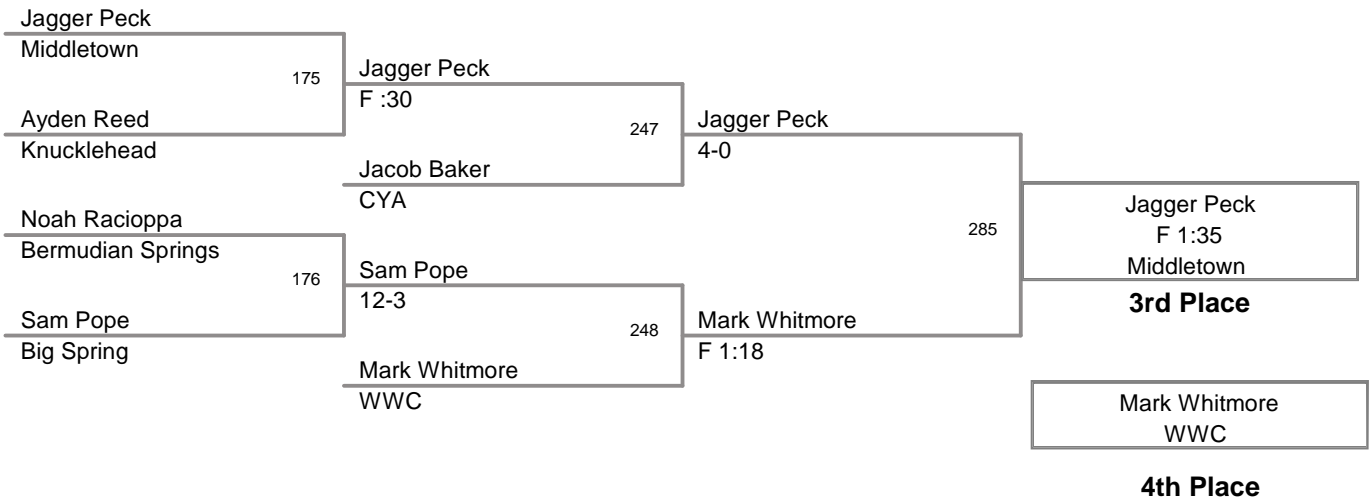 Jagger Peck
Middletown
175
Ayden Reed
Knucklehead
Noah Racioppa
Bermudian Springs
176
Sam Pope
Big Spring
Jagger Peck
F :30
247
Jacob Baker
CYA
Sam Pope
12-3
248
Mark Whitmore
WWC
Jagger Peck
4-0
285
Mark Whitmore
F 1:18
Jagger Peck
F 1:35
Middletown
3rd Place
Mark Whitmore
WWC
4th Place